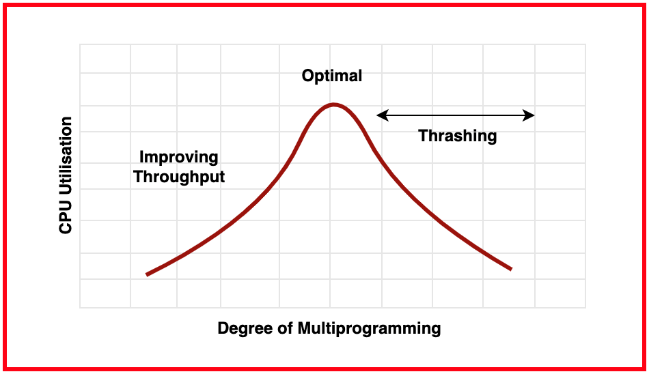 Optimal
Thrashing
Improving
Throughput
CPU Utilisation
Degree of Multiprogramming